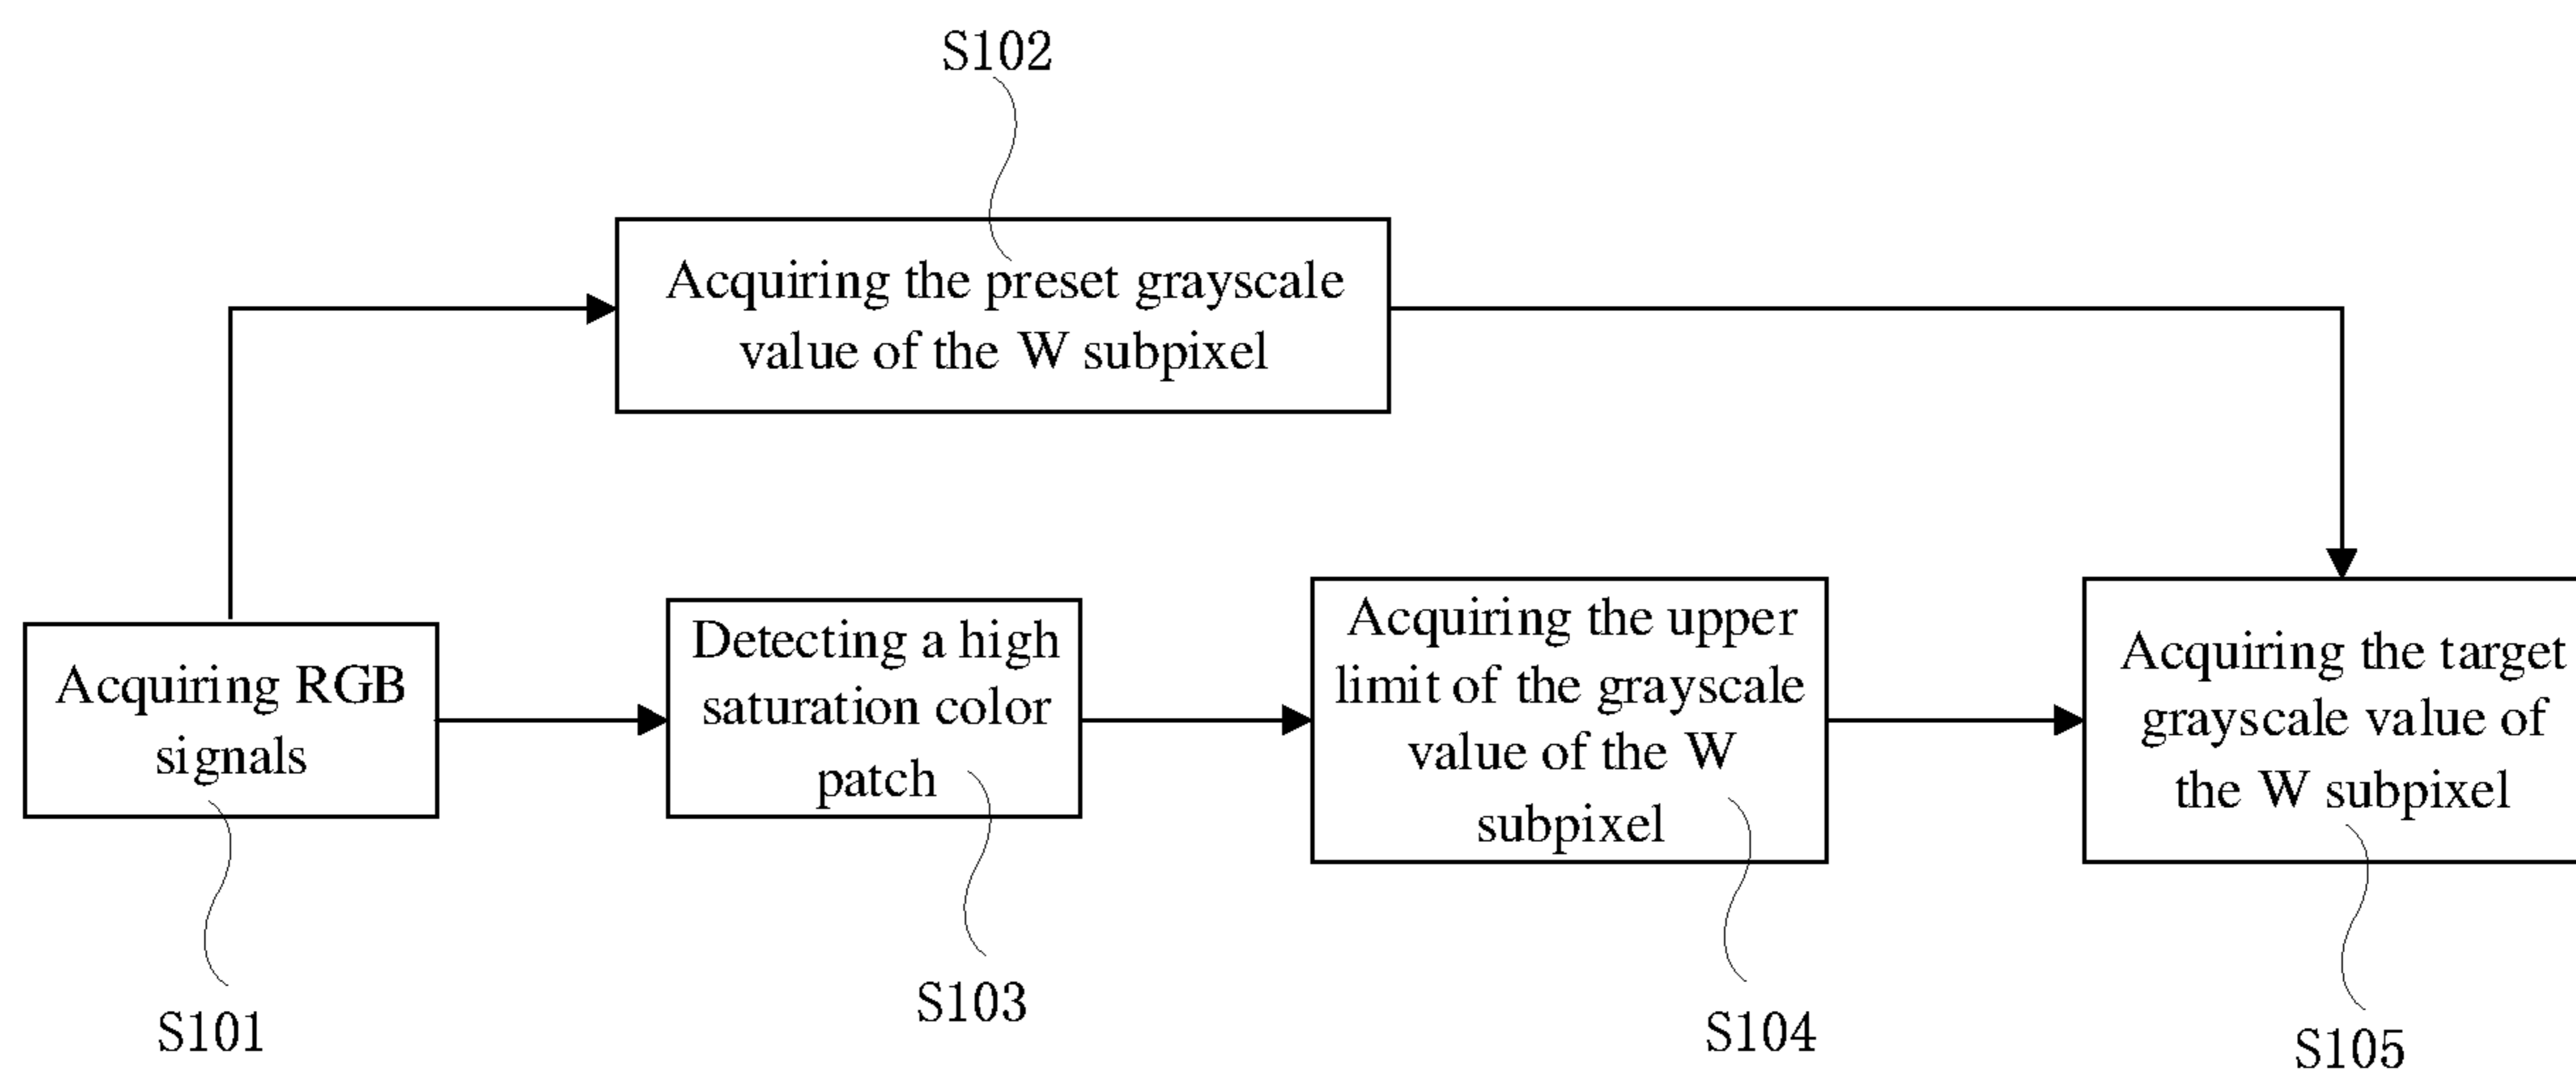 S102
Acquiring the preset grayscale
value of the W subpixel
Acquiring RGB
signals
Detecting a high
saturation color
patch
Acquiring the upper
limit of the grayscale
value of the W
subpixel
Acquiring the target
grayscale value of
the W subpixel
S101
S103
S104
S105